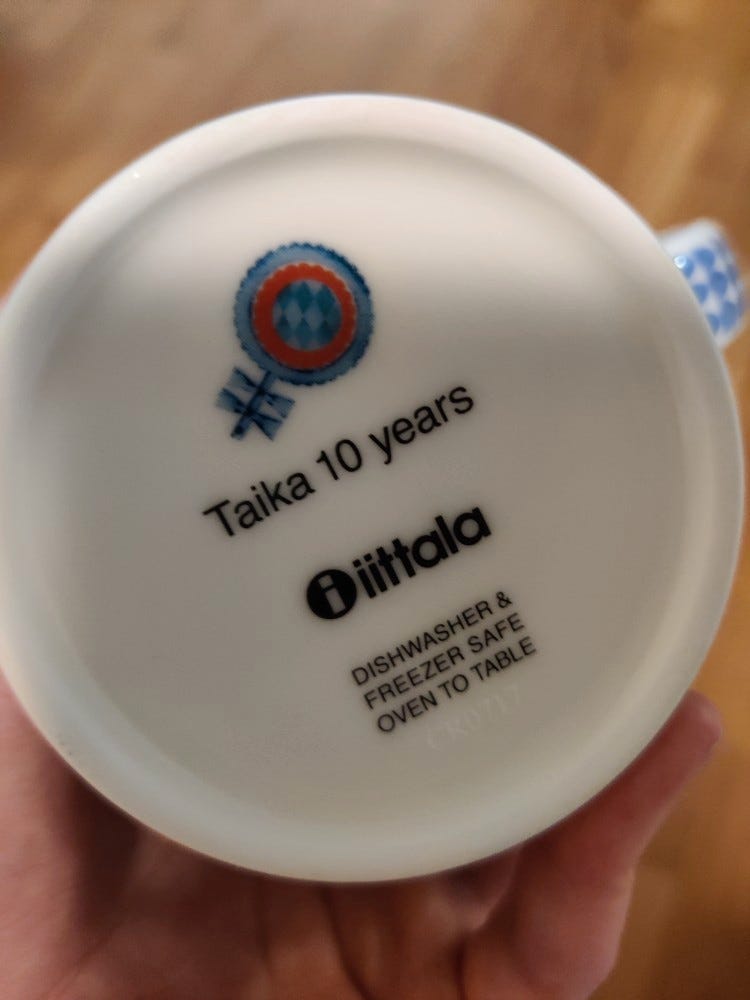 Taika 10 years
iittala
DISHWASHER &
FREEZER SAFE
OVEN TO TABLE